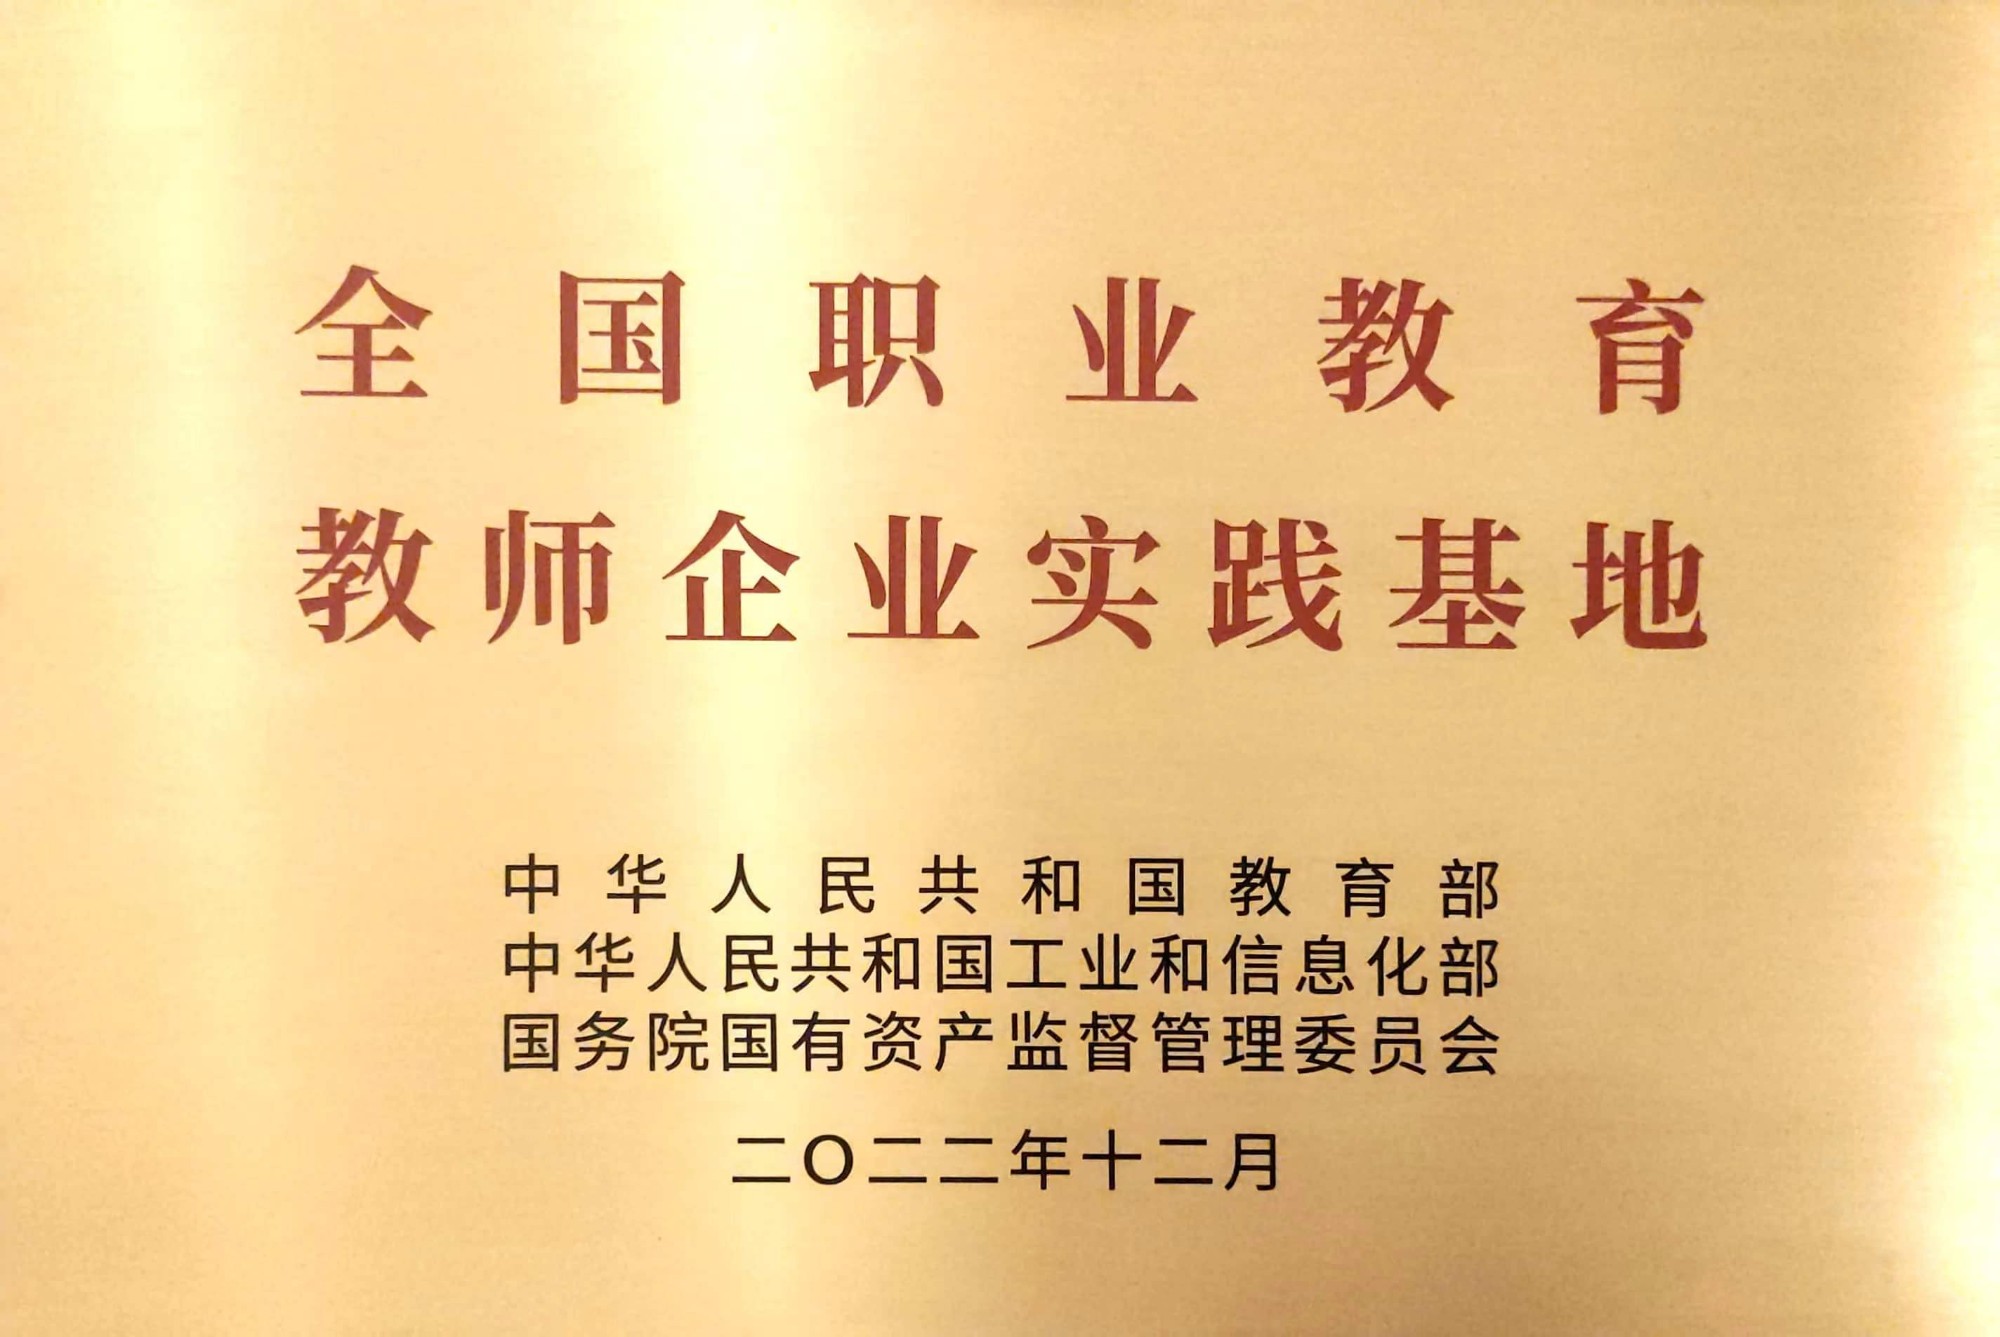 全国职业教育
教师企业实践基地
中华人民共和国教育部
中华人民共和国工业和信息化部
国务院国有资产监督管理委员会
二〇二二年十二月